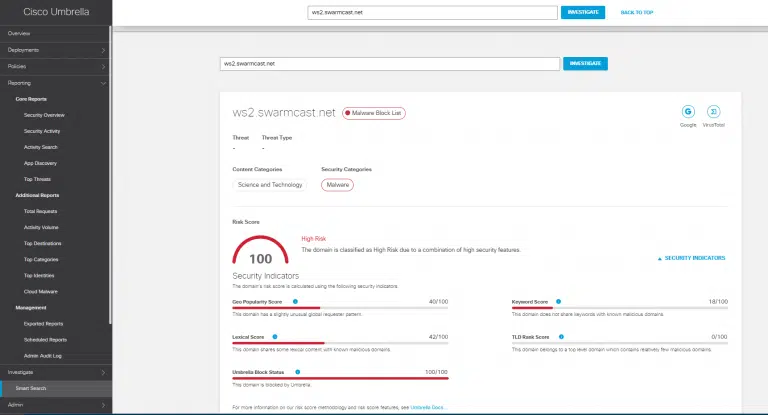 Cisco Umbrella
ws2.swarmcast.net
INVESTIGATE
BACK TO TOP
Overview
Deployments
Policies
Reporting
Core Reports
Security Overview
Security Activity
Activity Search
App Discovery
Top Threats
Additional Reports
Total Requests
Activity Volume
Top Destinations
Top Categories
Top Identities
Cloud Malware
Management
Exported Reports
Scheduled Reports
Admin Audit Log
Investigate
Smart Search
Admin
ws2.swarmcast.net
INVESTIGATE
ws2.swarmcast.net
Malware Block List
Google
VirusTotal
Threat Threat Type
- -
Content Categories Security Categories
Science and Technology Malware
Risk Score
100
High Risk
The domain is classified as High Risk due to a combination of high security features.
SECURITY INDICATORS
Security Indicators
The domain's risk score is calculated using the following security indicators.
Geo Popularity Score 40/100
This domain has a slightly unusual global requester pattern.
Keyword Score 18/100
This domain does not share keywords with known malicious domains.
Lexical Score 42/100
This domain shares some lexical content with known malicious domains.
TLD Rank Score 0/100
This domain belongs to a top level domain which contains relatively few malicious domains.
Umbrella Block Status 100/100
This domain is blocked by Umbrella.
For more information on our risk score methodology and risk score features, see Umbrella Docs.